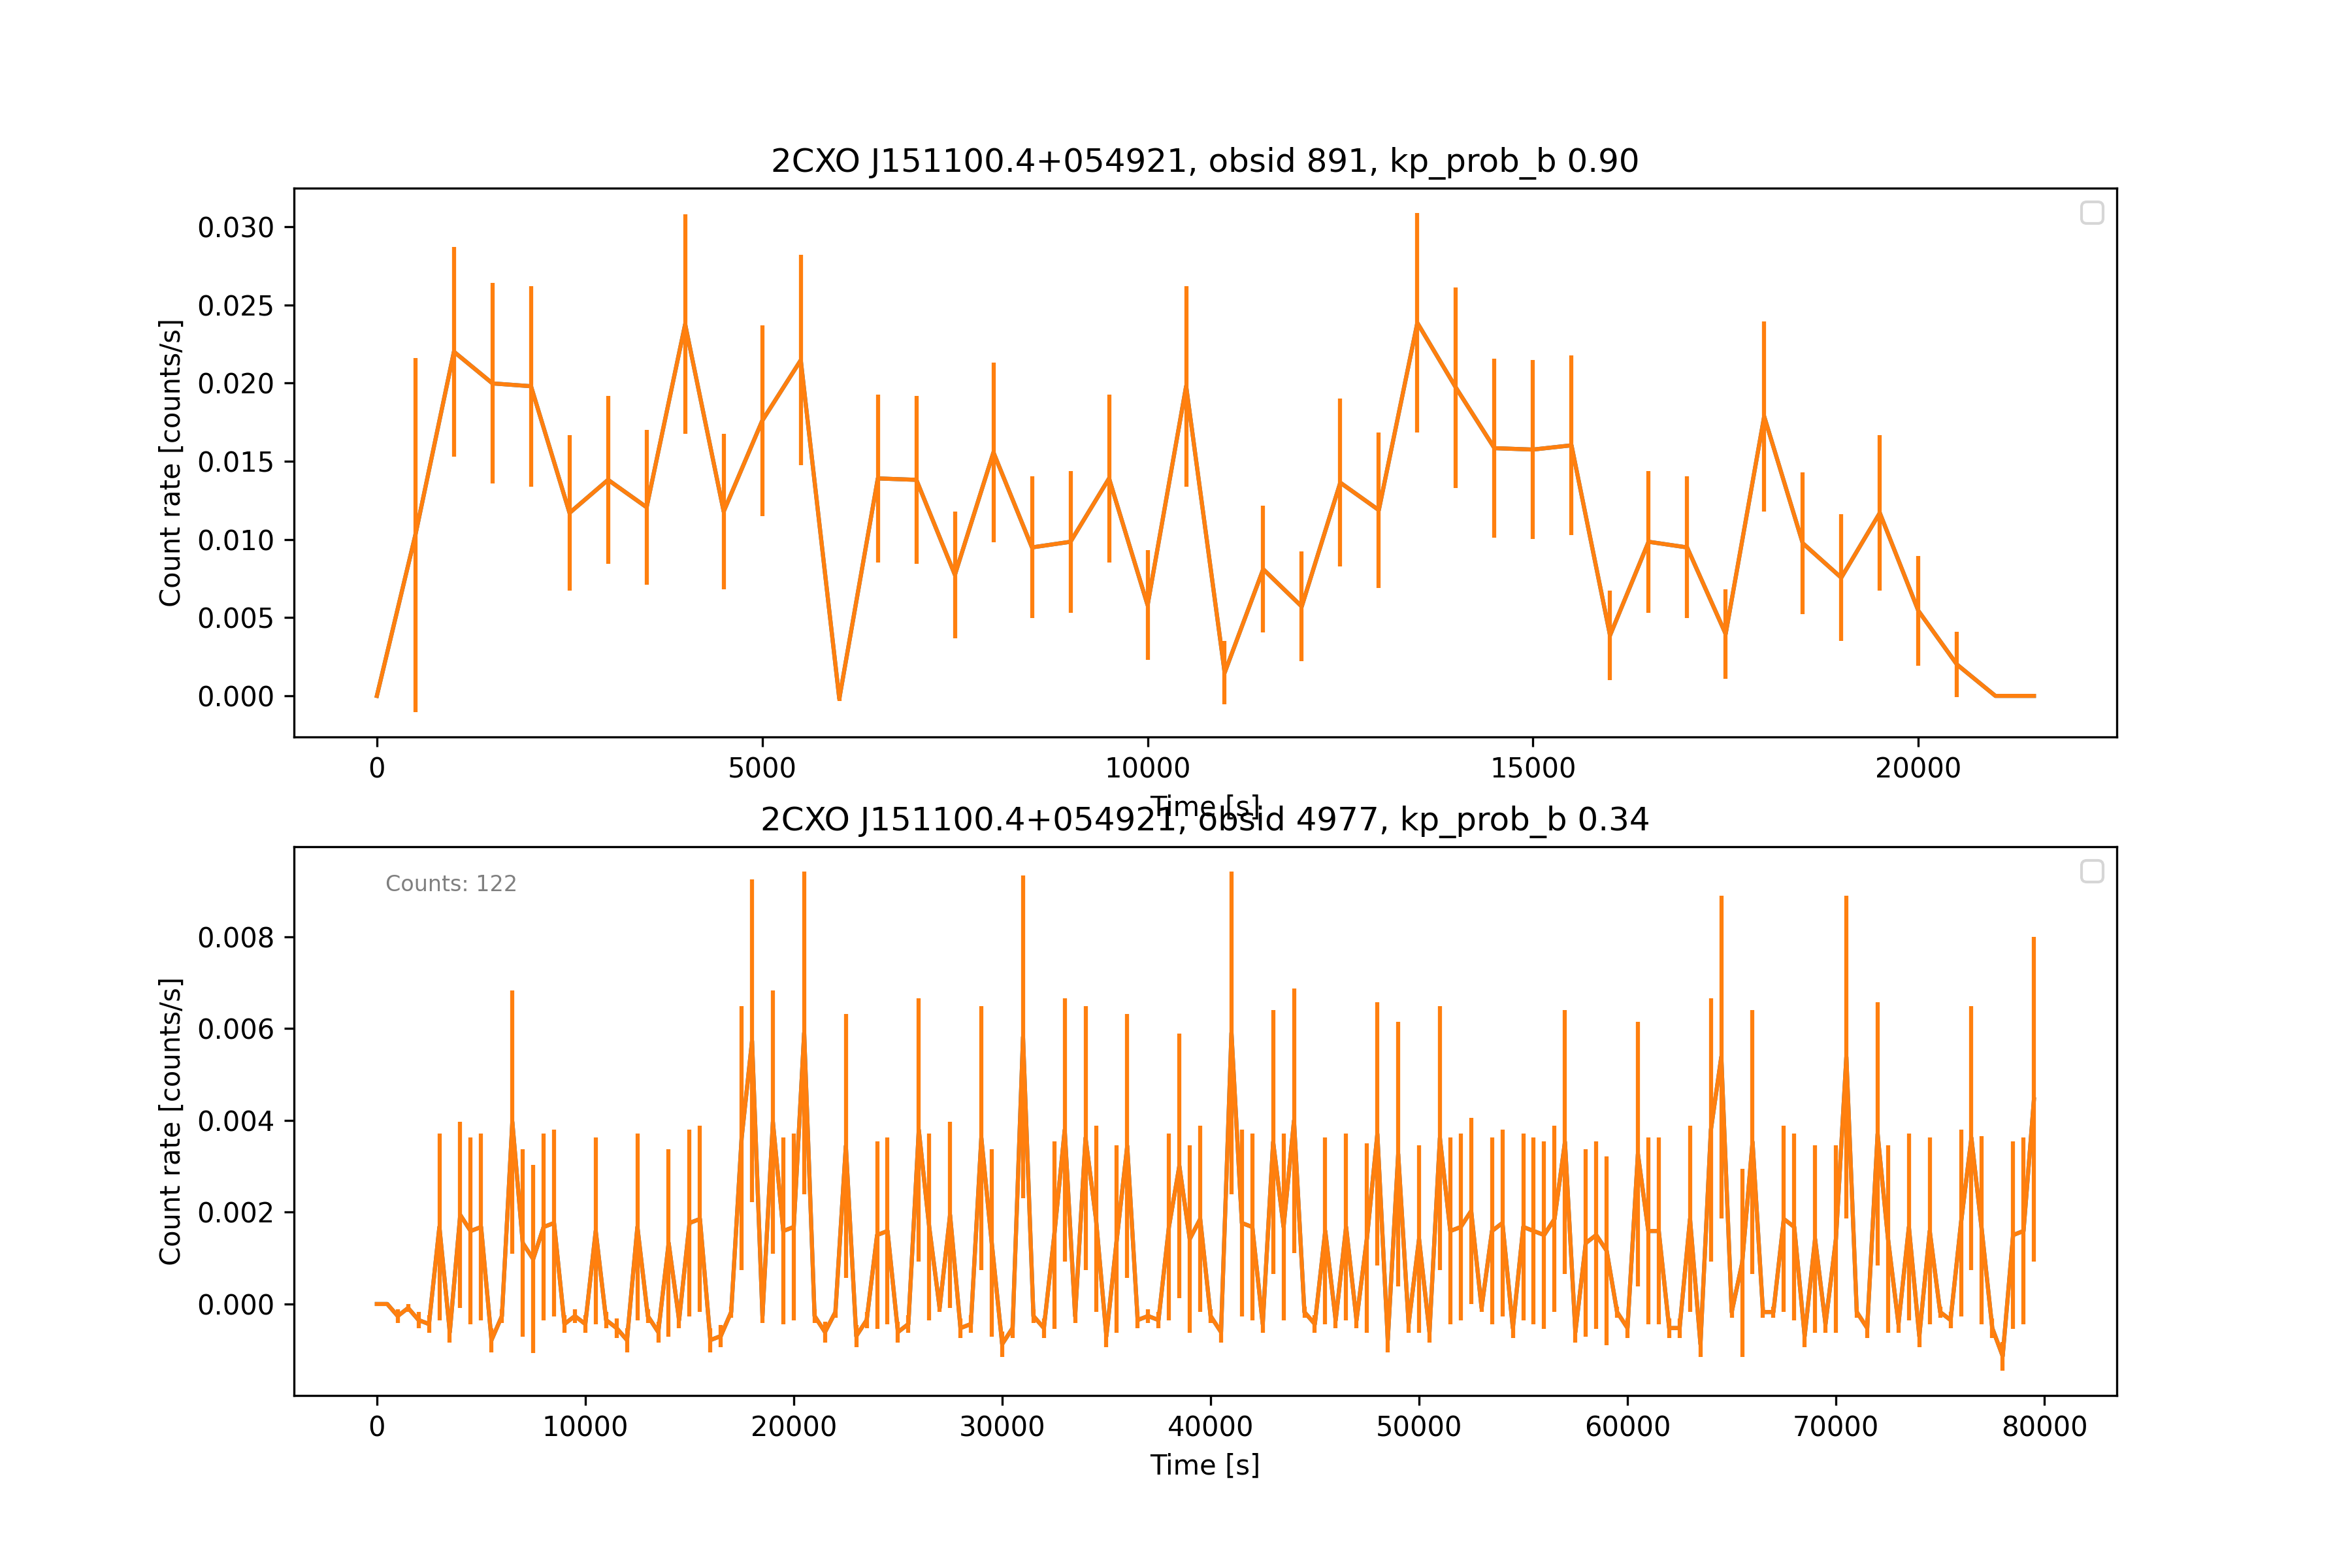 2CXO J151100.4+054921, obsid 891, kp_prob_b 0.90
0.030
0.025
0.020
0.015
0.010
0.005
0.000
Count rate [counts/s]
0 5000 10000 15000 20000
Time [s]
2CXO J151100.4+054921, obsid 4977, kp_prob_b 0.34
Counts: 122
0.008
0.006
0.004
0.002
0.000
Count rate [counts/s]
0 10000 20000 30000 40000 50000 60000 70000 80000
Time [s]